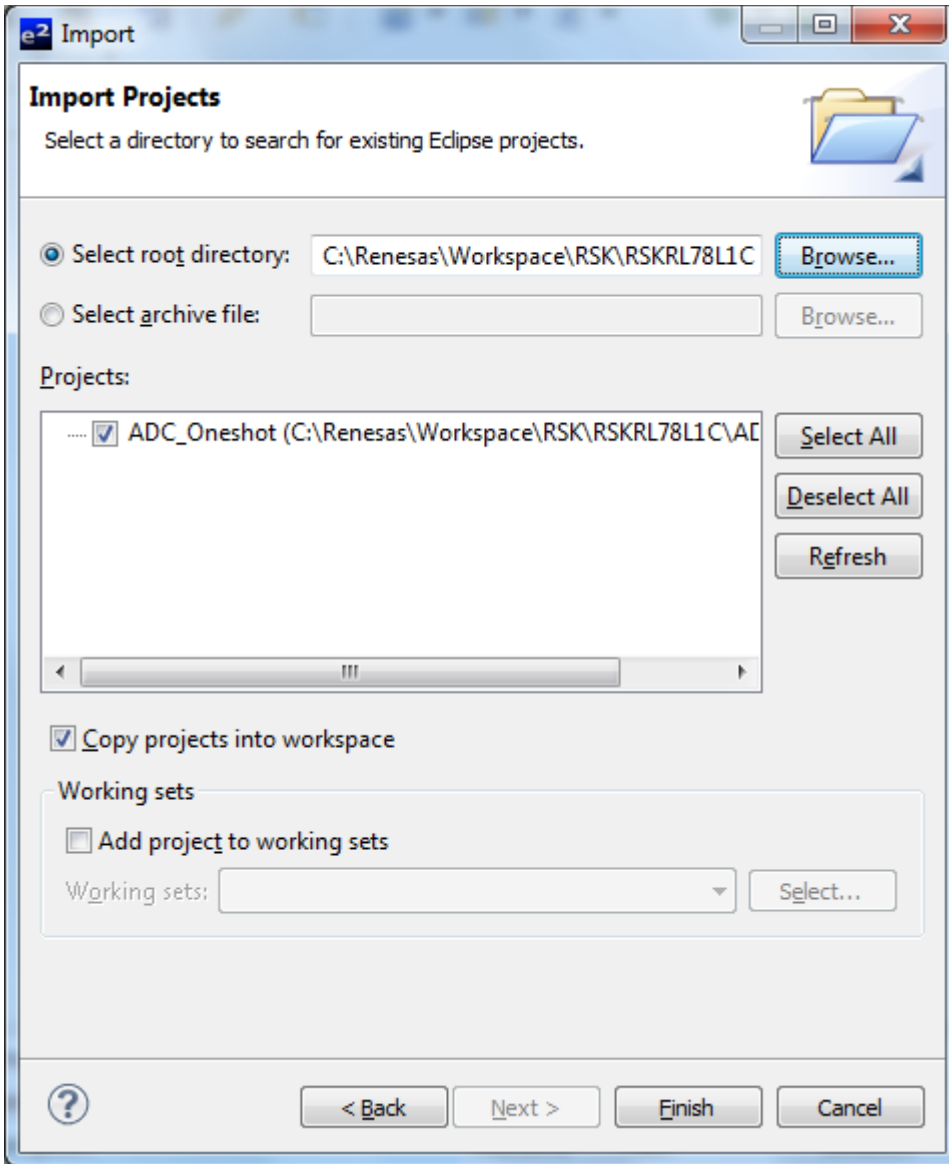 e² Import
Import Projects
Select a directory to search for existing Eclipse projects.
Select root directory: C:\Renesas\Workspace\RSK\RSKRL78L1C Browse...
Select archive file: Browse...
Projects:
ADC_Oneshot (C:\Renesas\Workspace\RSK\RSKRL78L1C\AD Select All
Deselect All
Refresh
Copy projects into workspace
Working sets
Add project to working sets
Working sets: Select...
? < Back Next > Finish Cancel